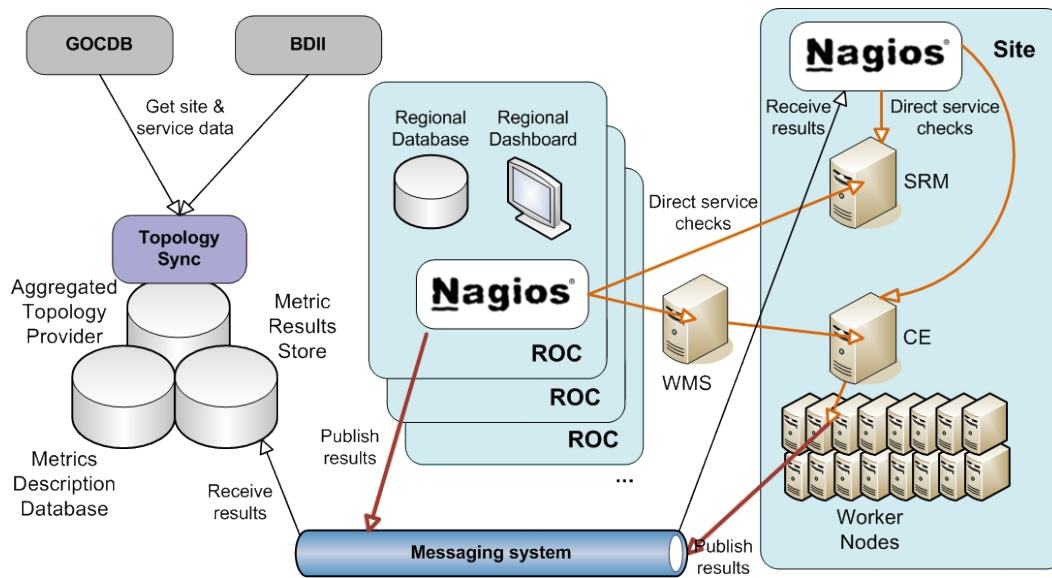 GOCDB
BDII
Get site &
service data
Topology
Sync
Aggregated
Topology
Provider
Metric
Results
Store
Metrics
Description
Database
Receive
results
Regional
Database
Regional
Dashboard
Nagios®
ROC
ROC
ROC
...
Publish
results
Messaging system
Direct service
checks
WMS
Receive
results
Nagios®
Site
Direct service
checks
SRM
CE
Worker
Nodes
Publish
results